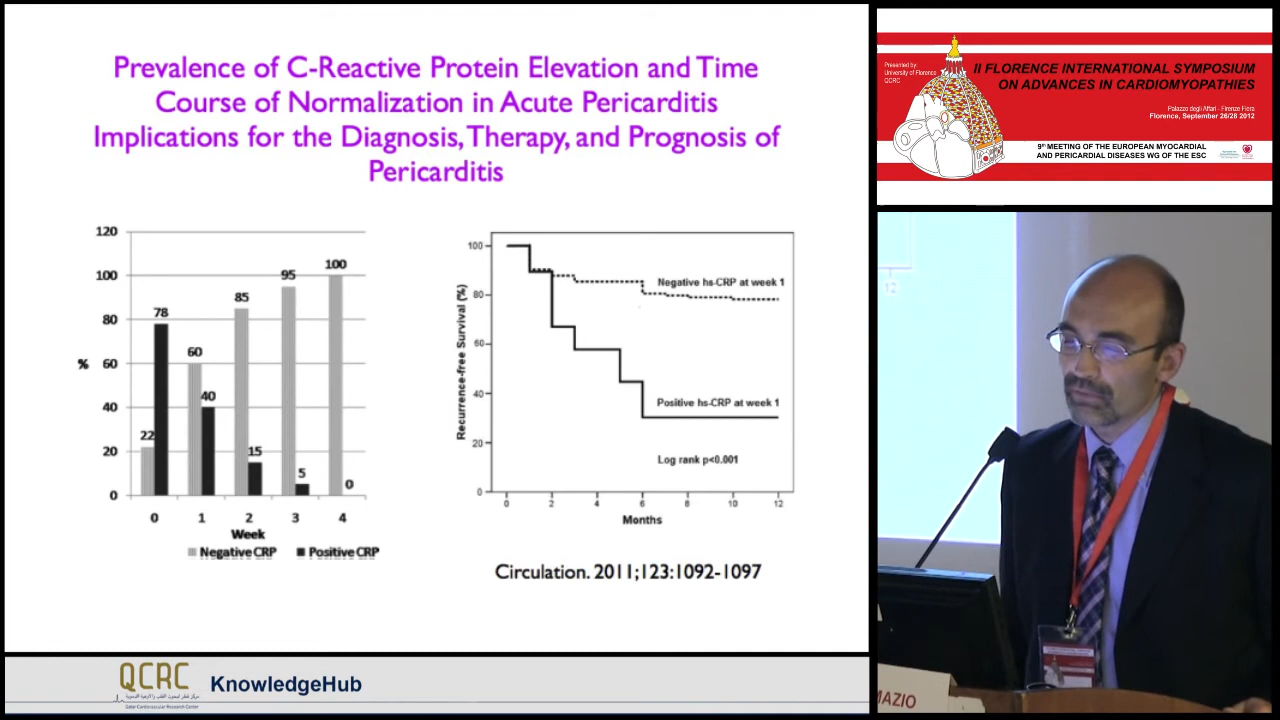 Prevalence of C-Reactive Protein Elevation and Time
Course of Normalization in Acute Pericarditis
Implications for the Diagnosis, Therapy, and Prognosis of
Pericarditis
120
100
80
60
40
20
0
%
22
78
60
40
85
15
95
5
100
0
0 1 2 3 4
Week
Negative CRP Positive CRP
Recurrence-free Survival (%)
100
80
60
40
20
0
Negative hs-CRP at week 1
Positive hs-CRP at week 1
Log rank p<0.001
0 2 4 6 8 10 12
Months
Circulation. 2011;123:1092-1097
QCRC
Qatar Cardiovascular Research Center
KnowledgeHub
Presented by:
University of Florence
QCRC
II FLORENCE INTERNATIONAL SYMPOSIUM
ON ADVANCES IN CARDIOMYOPATHIES
Palazzo degli Affari - Firenze Fiera
Florence, September 26/28 2012
9th MEETING OF THE EUROPEAN MYOCARDIAL
AND PERICARDIAL DISEASES WG OF THE ESC
12
MAZIO